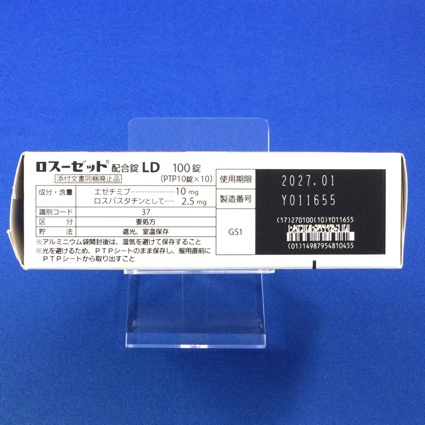 ロスーゼット配合錠 LD 100錠
添付文書同梱廃止品 (PTP10錠×10)
成分・含量 エゼチミブ………………10 mg
ロスバスタチンとして…… 2.5 mg
識別コード 37
区分 要処方
貯法 遮光、室温保存
※アルミニウム袋開封後は、湿気を避けて保存すること
※光を避けるため、PTPシートのまま保存し、服用直前に
PTPシートから取り出すこと
使用期限 2027.01
製造番号 Y011655
GS1
(17)270100(10)Y011655
(01)14987954810455